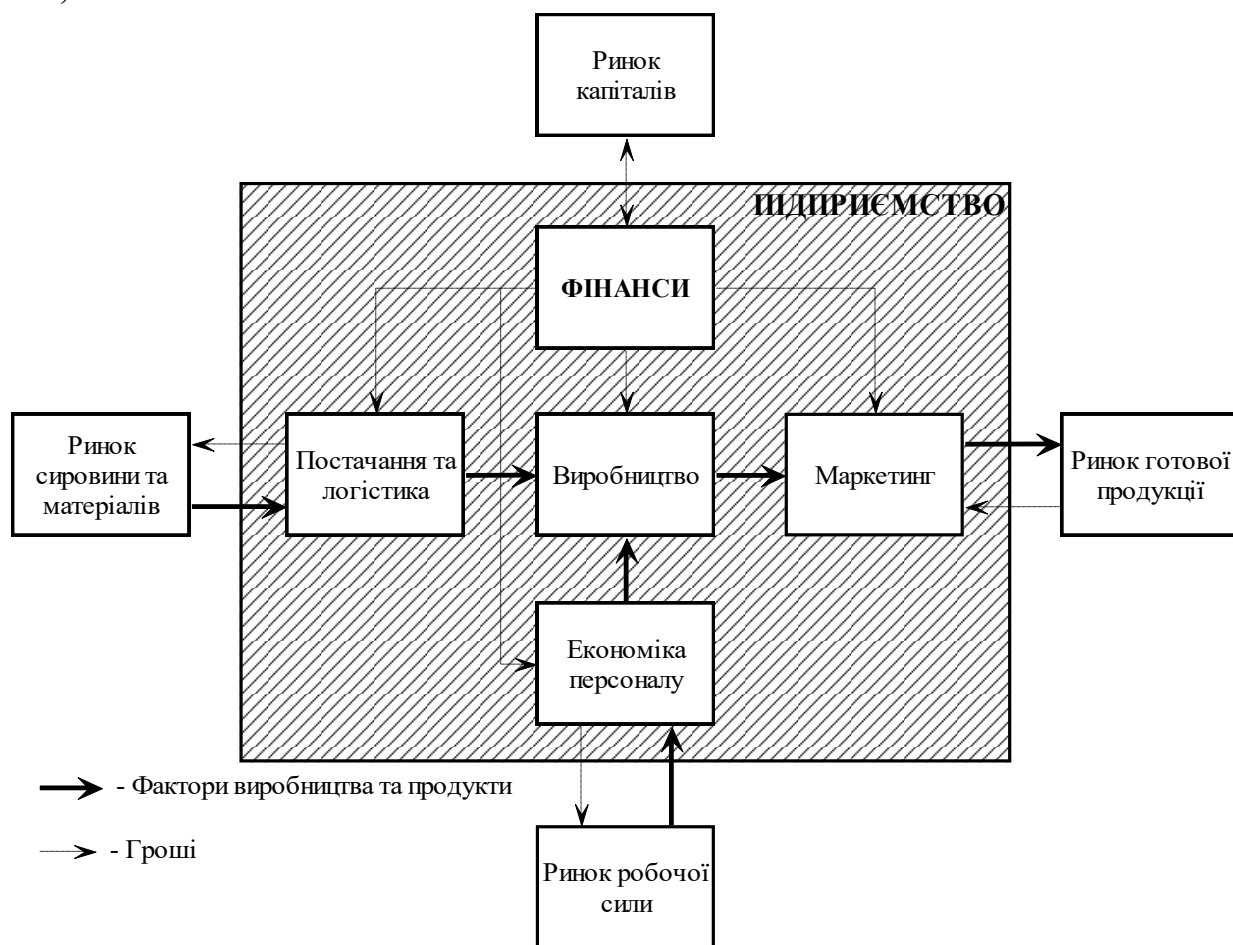 )
Ринок
капіталів
ПІДПРИЄМСТВО
ФІНАНСИ
Ринок
сировини та
матеріалів
Постачання та
логістика
Виробництво
Маркетинг
Ринок готової
продукції
Економіка
персоналу
- Фактори виробництва та продукти
- Гроші
Ринок робочої
сили